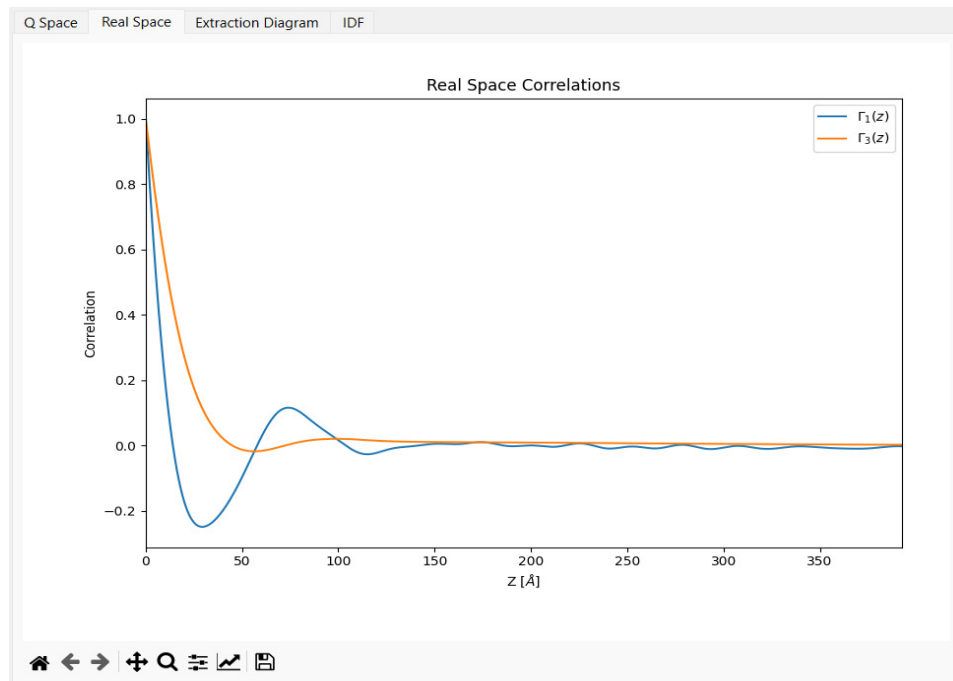 Q Space Real Space Extraction Diagram IDF
Real Space Correlations
Γ₁(z)
Γ₃(z)
1.0
0.8
0.6
0.4
0.2
0.0
−0.2
Correlation
0 50 100 150 200 250 300 350
Z [Å]